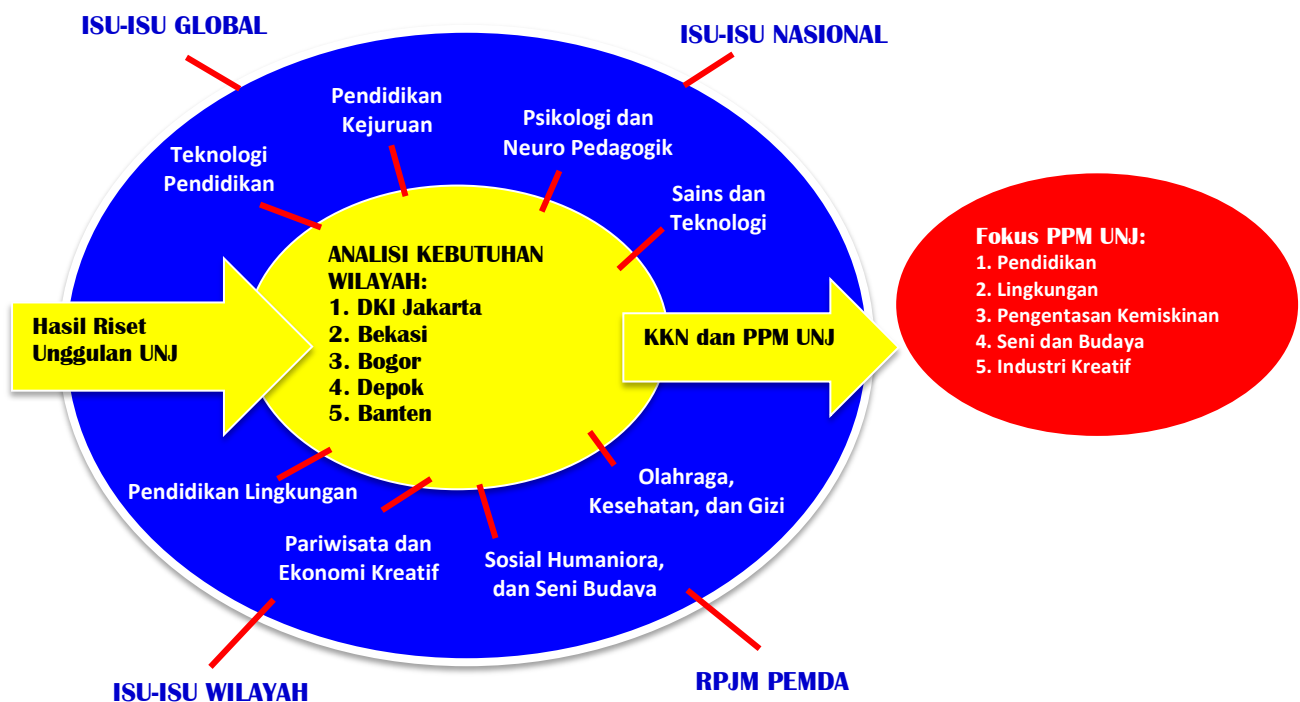 ISU-ISU GLOBAL
ISU-ISU NASIONAL
Pendidikan
Kejuruan
Psikologi dan
Neuro Pedagogik
Teknologi
Pendidikan
Sains dan
Teknologi
ANALISI KEBUTUHAN
WILAYAH:
1. DKI Jakarta
2. Bekasi
3. Bogor
4. Depok
5. Banten
Hasil Riset
Unggulan UNJ
KKN dan PPM UNJ
Fokus PPM UNJ:
1. Pendidikan
2. Lingkungan
3. Pengentasan Kemiskinan
4. Seni dan Budaya
5. Industri Kreatif
Pendidikan Lingkungan
Olahraga,
Kesehatan, dan Gizi
Pariwisata dan
Ekonomi Kreatif
Sosial Humaniora,
dan Seni Budaya
ISU-ISU WILAYAH
RPJM PEMDA